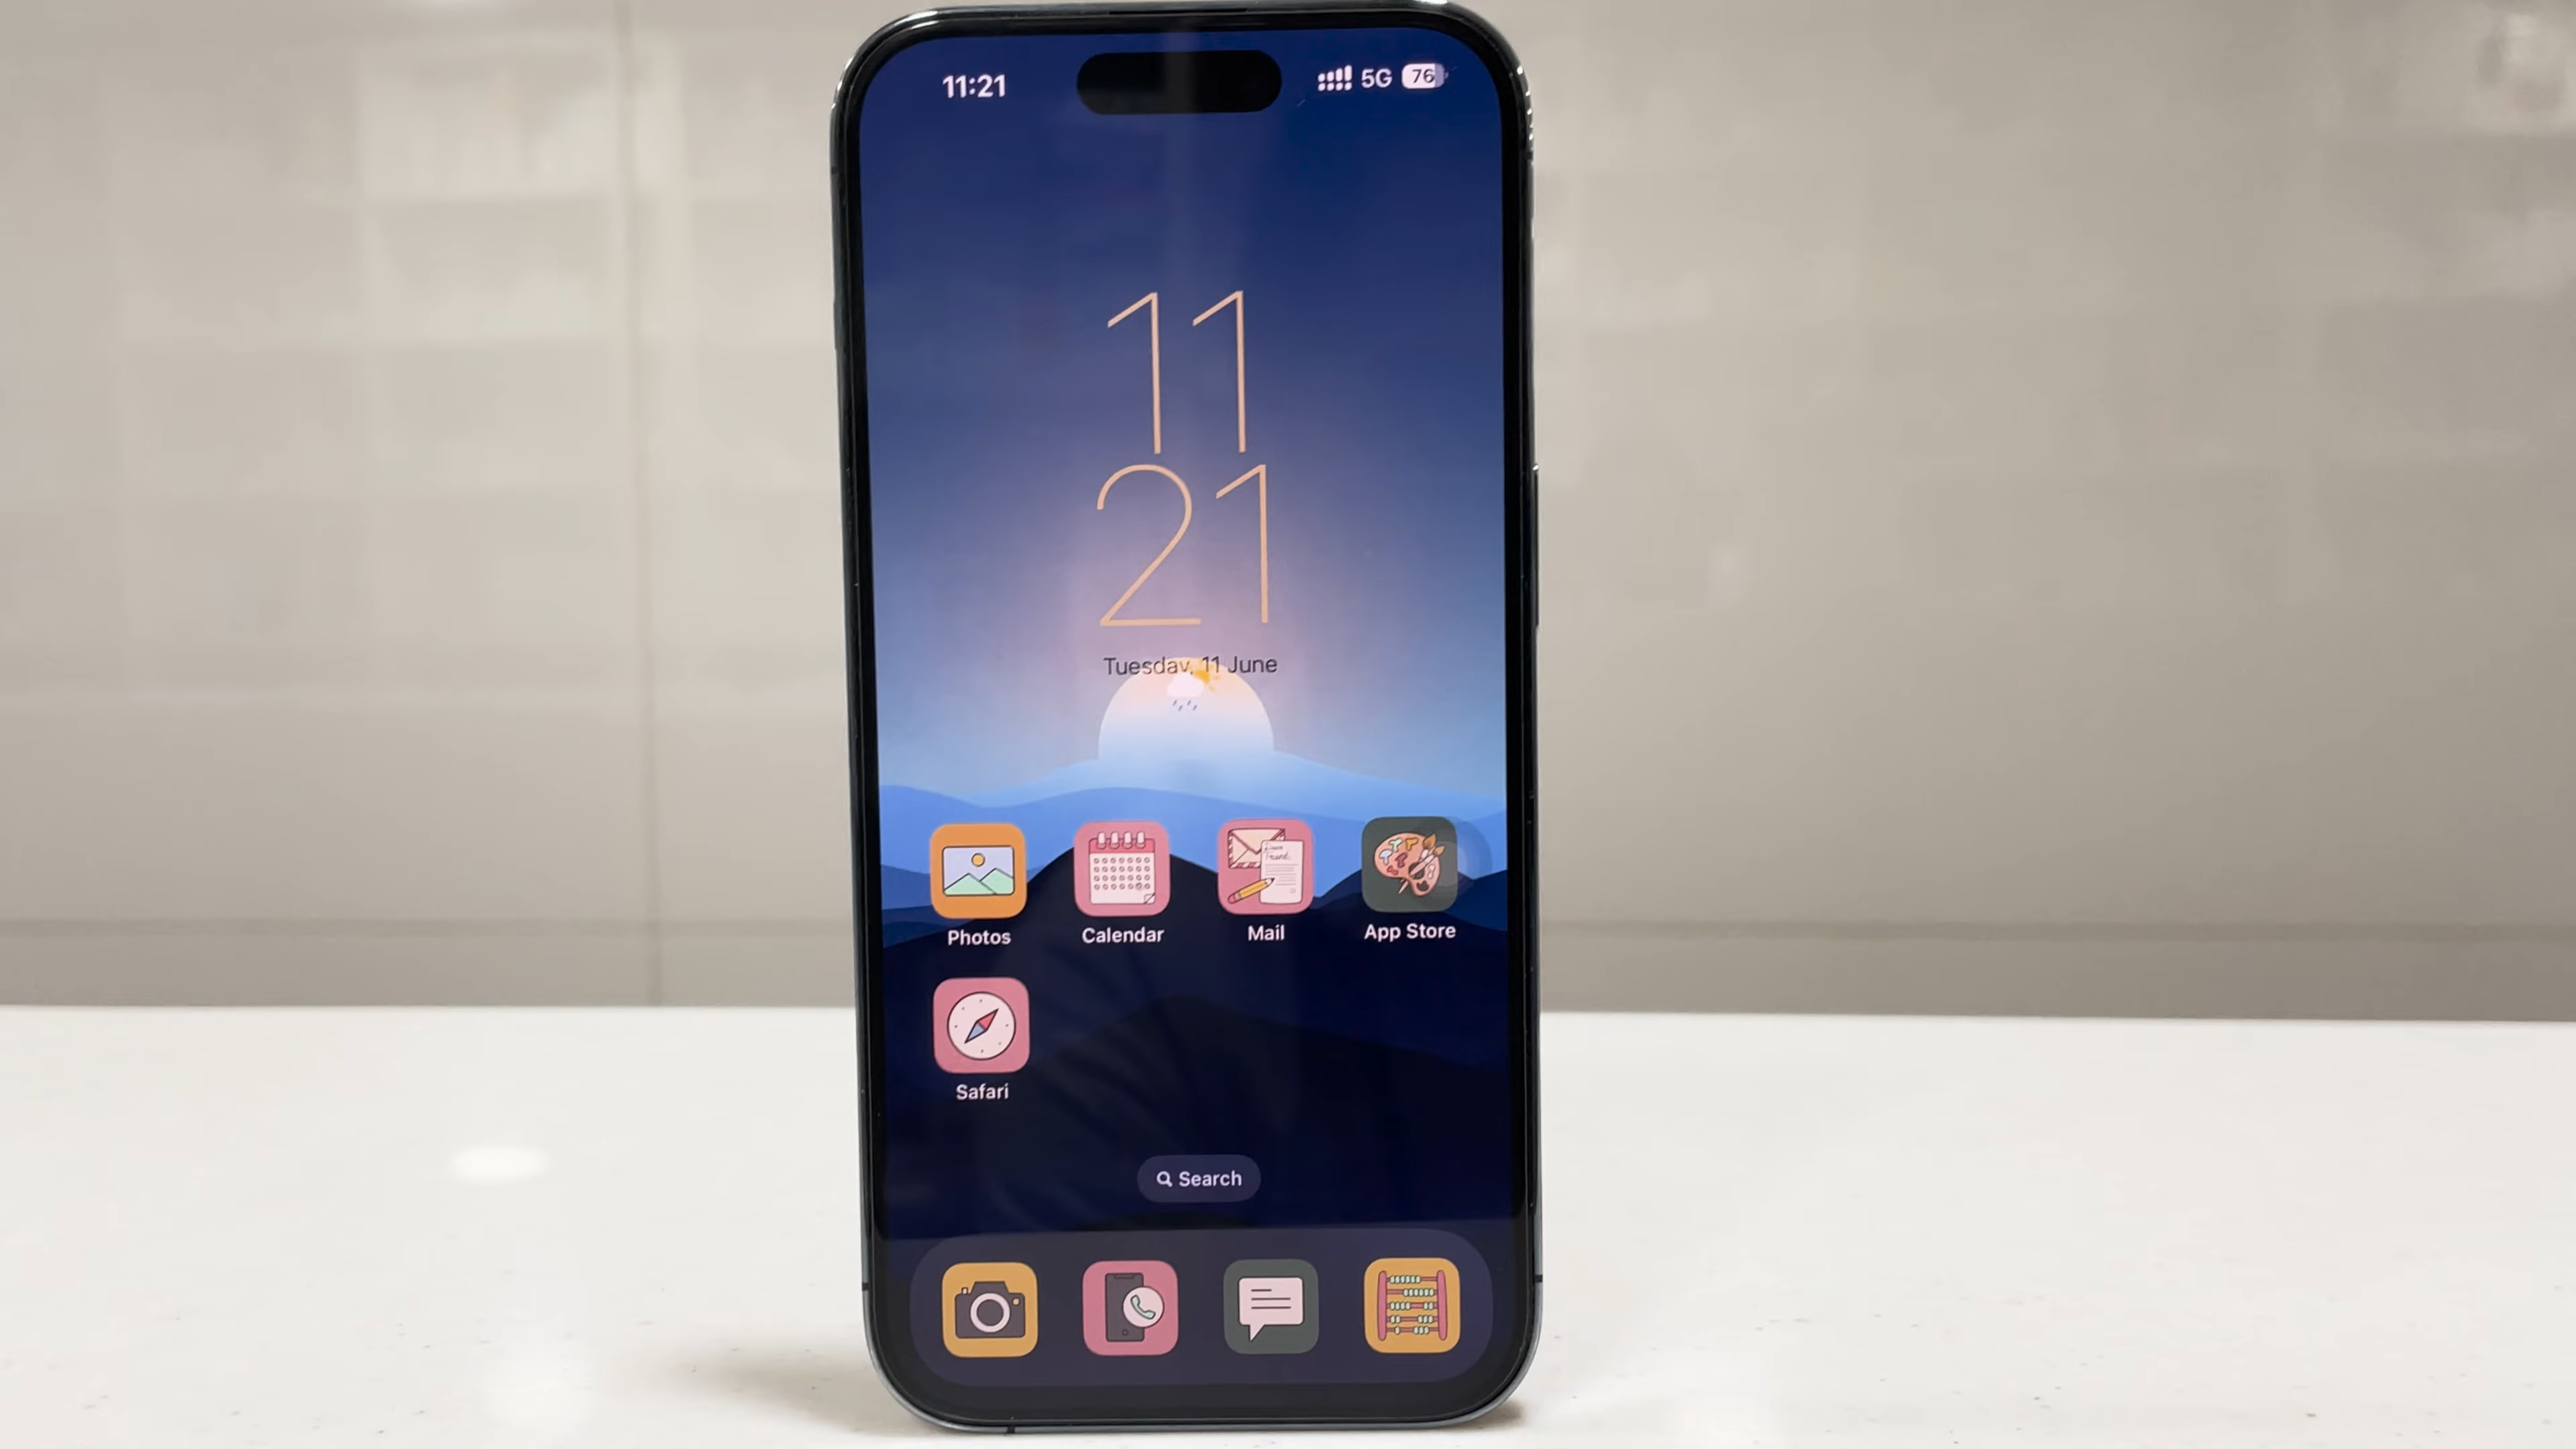 11:21
5G 76
11
21
Tuesday, 11 June
Photos
Calendar
Mail
App Store
Safari
Search